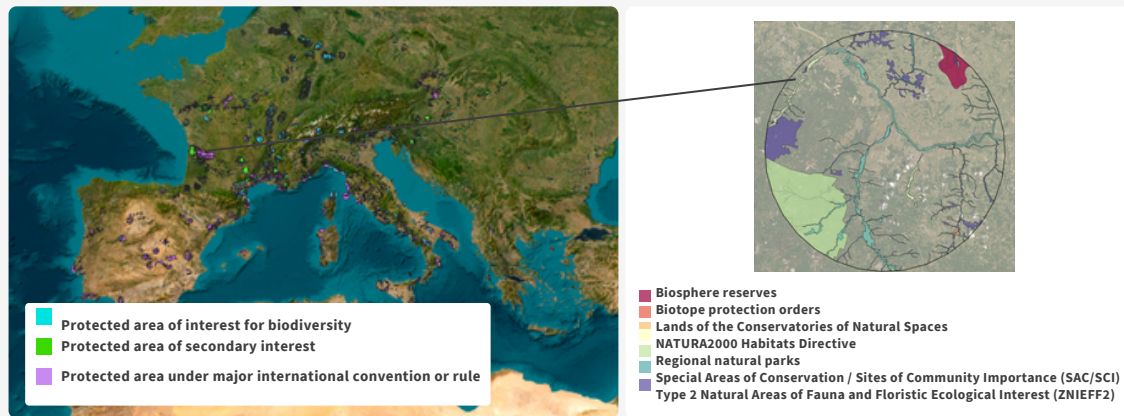 Protected area of interest for biodiversity
Protected area of secondary interest
Protected area under major international convention or rule
Biosphere reserves
Biotope protection orders
Lands of the Conservatories of Natural Spaces
NATURA2000 Habitats Directive
Regional natural parks
Special Areas of Conservation / Sites of Community Importance (SAC/SCI)
Type 2 Natural Areas of Fauna and Floristic Ecological Interest (ZNIEFF2)